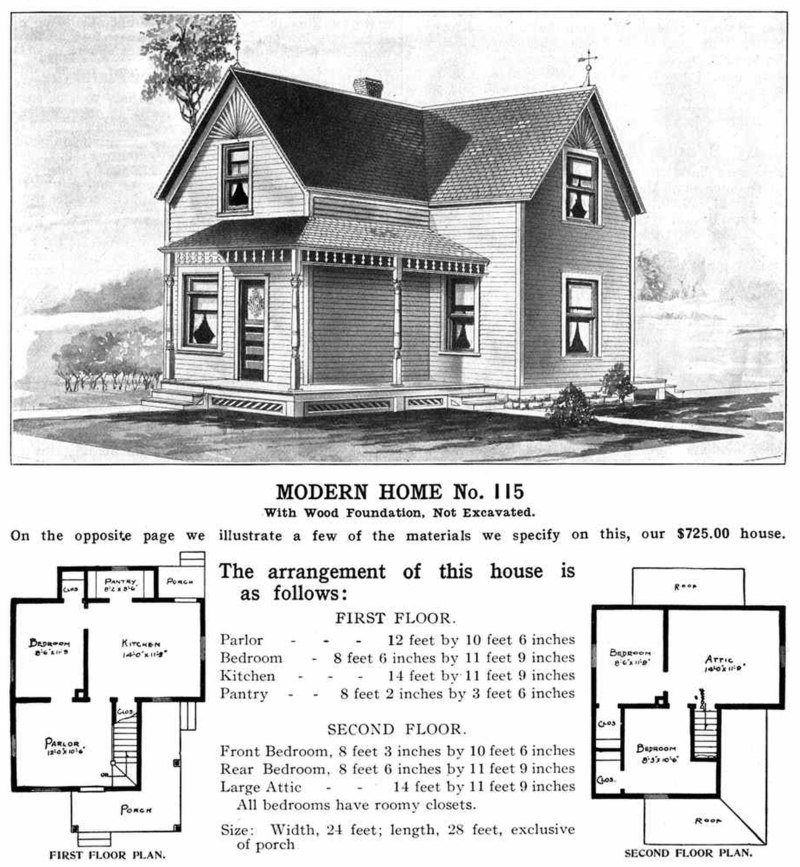 MODERN HOME No. 115
With Wood Foundation, Not Excavated.
On the opposite page we illustrate a few of the materials we specify on this, our $725.00 house.
The arrangement of this house is
as follows:
FIRST FLOOR.
Parlor - - - 12 feet by 10 feet 6 inches
Bedroom - 8 feet 6 inches by 11 feet 9 inches
Kitchen - - - 14 feet by 11 feet 9 inches
Pantry - - 8 feet 2 inches by 3 feet 6 inches
SECOND FLOOR.
Front Bedroom, 8 feet 3 inches by 10 feet 6 inches
Rear Bedroom, 8 feet 6 inches by 11 feet 9 inches
Large Attic - - 14 feet by 11 feet 9 inches
All bedrooms have roomy closets.
Size: Width, 24 feet; length, 28 feet, exclusive
of porch
CLOS
PANTRY
8'2"x3'6"
PORCH
BEDROOM
8'6"x11'9
KITCHEN
14'0"x11'9"
CLOS
PARLOR
12'0"x10'6"
PORCH
FIRST FLOOR PLAN.
ROOF
BEDROOM
8'6"x11'9"
ATTIC
14'0"x11'9"
CLOS
BEDROOM
8'3"x10'6"
CLOS.
ROOF
SECOND FLOOR PLAN.